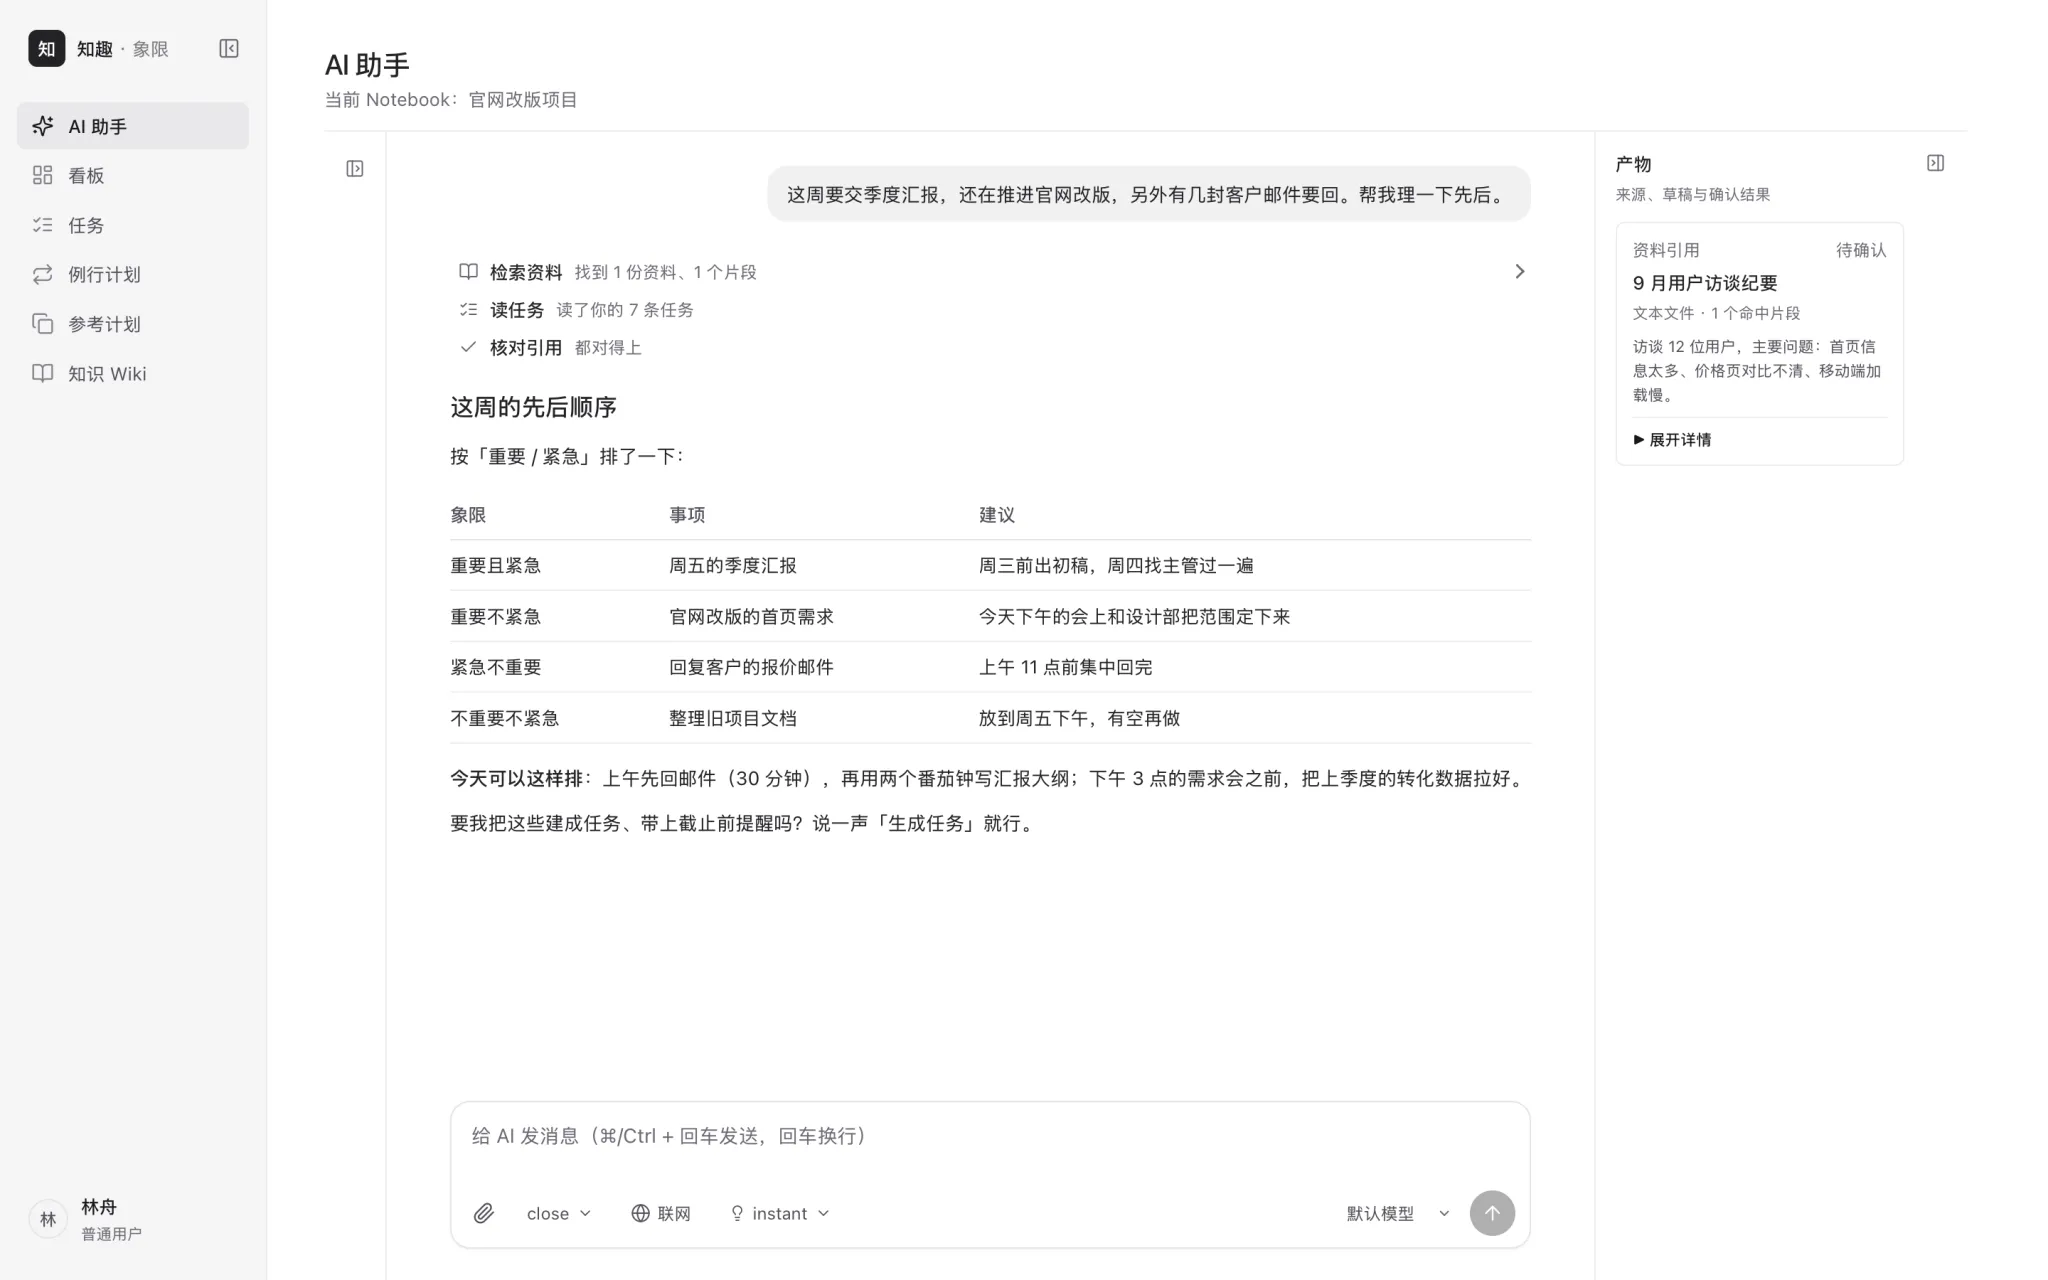 知 知趣 · 象限
AI 助手
看板
任务
例行计划
参考计划
知识 Wiki
林 林舟
普通用户
AI 助手
当前 Notebook：官网改版项目
这周要交季度汇报，还在推进官网改版，另外有几封客户邮件要回。帮我理一下先后。
检索资料 找到 1 份资料、1 个片段
读任务 读了你的 7 条任务
核对引用 都对得上
这周的先后顺序
按「重要 / 紧急」排了一下：
象限 事项 建议
重要且紧急 周五的季度汇报 周三前出初稿，周四找主管过一遍
重要不紧急 官网改版的首页需求 今天下午的会上和设计部把范围定下来
紧急不重要 回复客户的报价邮件 上午 11 点前集中回完
不重要不紧急 整理旧项目文档 放到周五下午，有空再做
今天可以这样排：上午先回邮件（30 分钟），再用两个番茄钟写汇报大纲；下午 3 点的需求会之前，把上季度的转化数据拉好。
要我把这些建成任务、带上截止前提醒吗？说一声「生成任务」就行。
给 AI 发消息（⌘/Ctrl + 回车发送，回车换行）
close 联网 instant 默认模型
产物
来源、草稿与确认结果
资料引用 待确认
9 月用户访谈纪要
文本文件 · 1 个命中片段
访谈 12 位用户，主要问题：首页信
息太多、价格页对比不清、移动端加
载慢。
▶ 展开详情